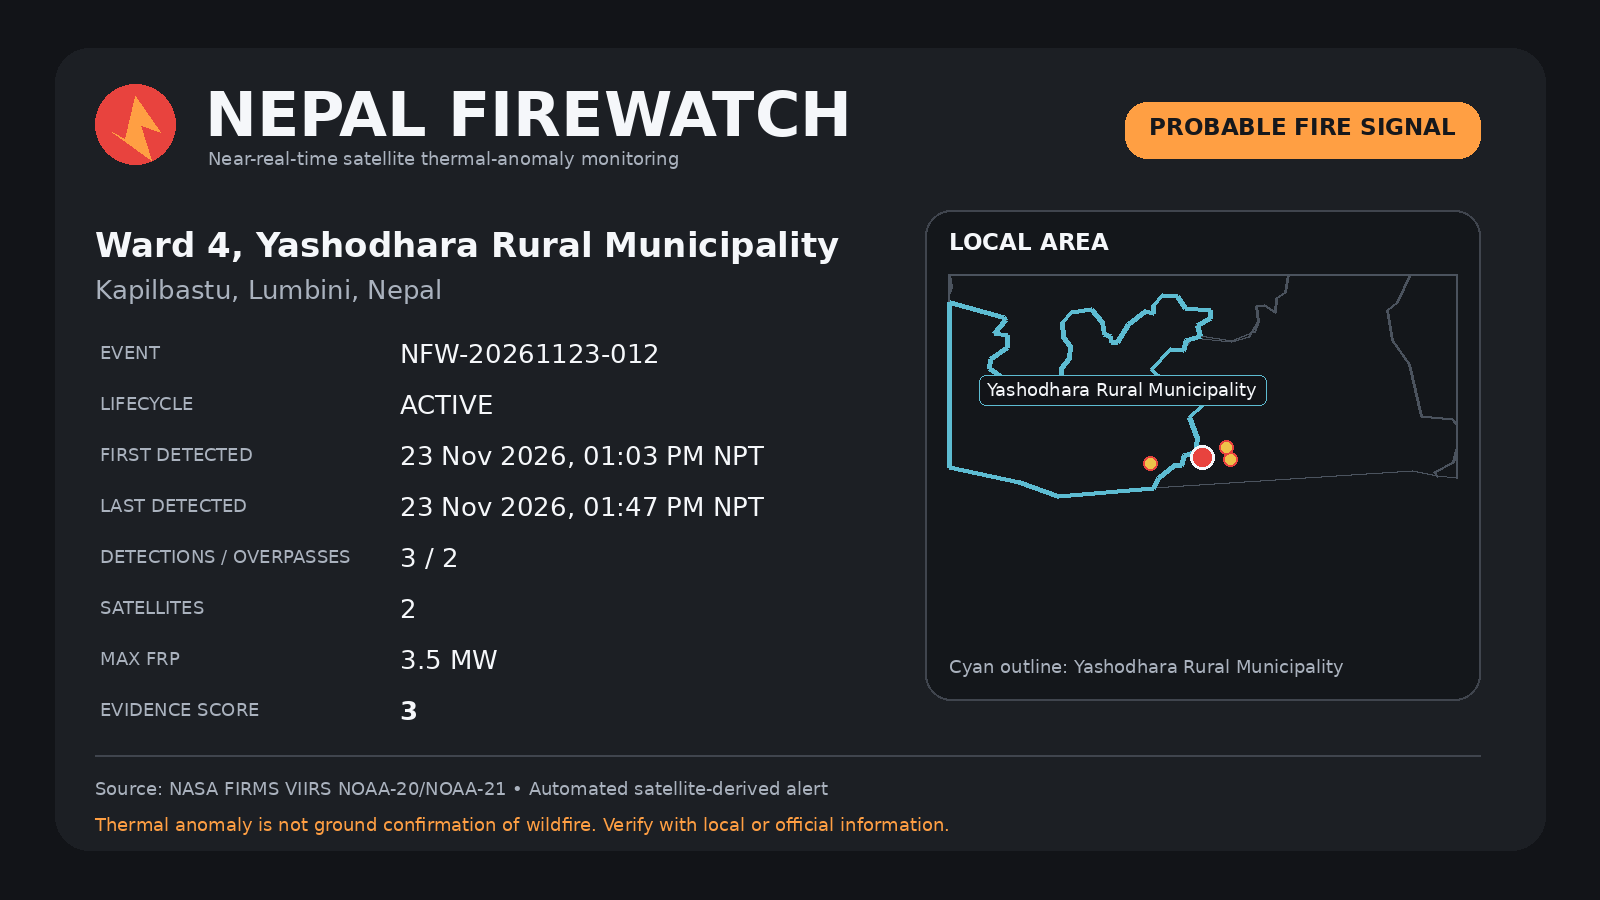 NEPAL FIREWATCH
Near-real-time satellite thermal-anomaly monitoring
PROBABLE FIRE SIGNAL
Ward 4, Yashodhara Rural Municipality
Kapilbastu, Lumbini, Nepal
EVENT NFW-20261123-012
LIFECYCLE ACTIVE
FIRST DETECTED 23 Nov 2026, 01:03 PM NPT
LAST DETECTED 23 Nov 2026, 01:47 PM NPT
DETECTIONS / OVERPASSES 3 / 2
SATELLITES 2
MAX FRP 3.5 MW
EVIDENCE SCORE 3
LOCAL AREA
Yashodhara Rural Municipality
Cyan outline: Yashodhara Rural Municipality
Source: NASA FIRMS VIIRS NOAA-20/NOAA-21 • Automated satellite-derived alert
Thermal anomaly is not ground confirmation of wildfire. Verify with local or official information.